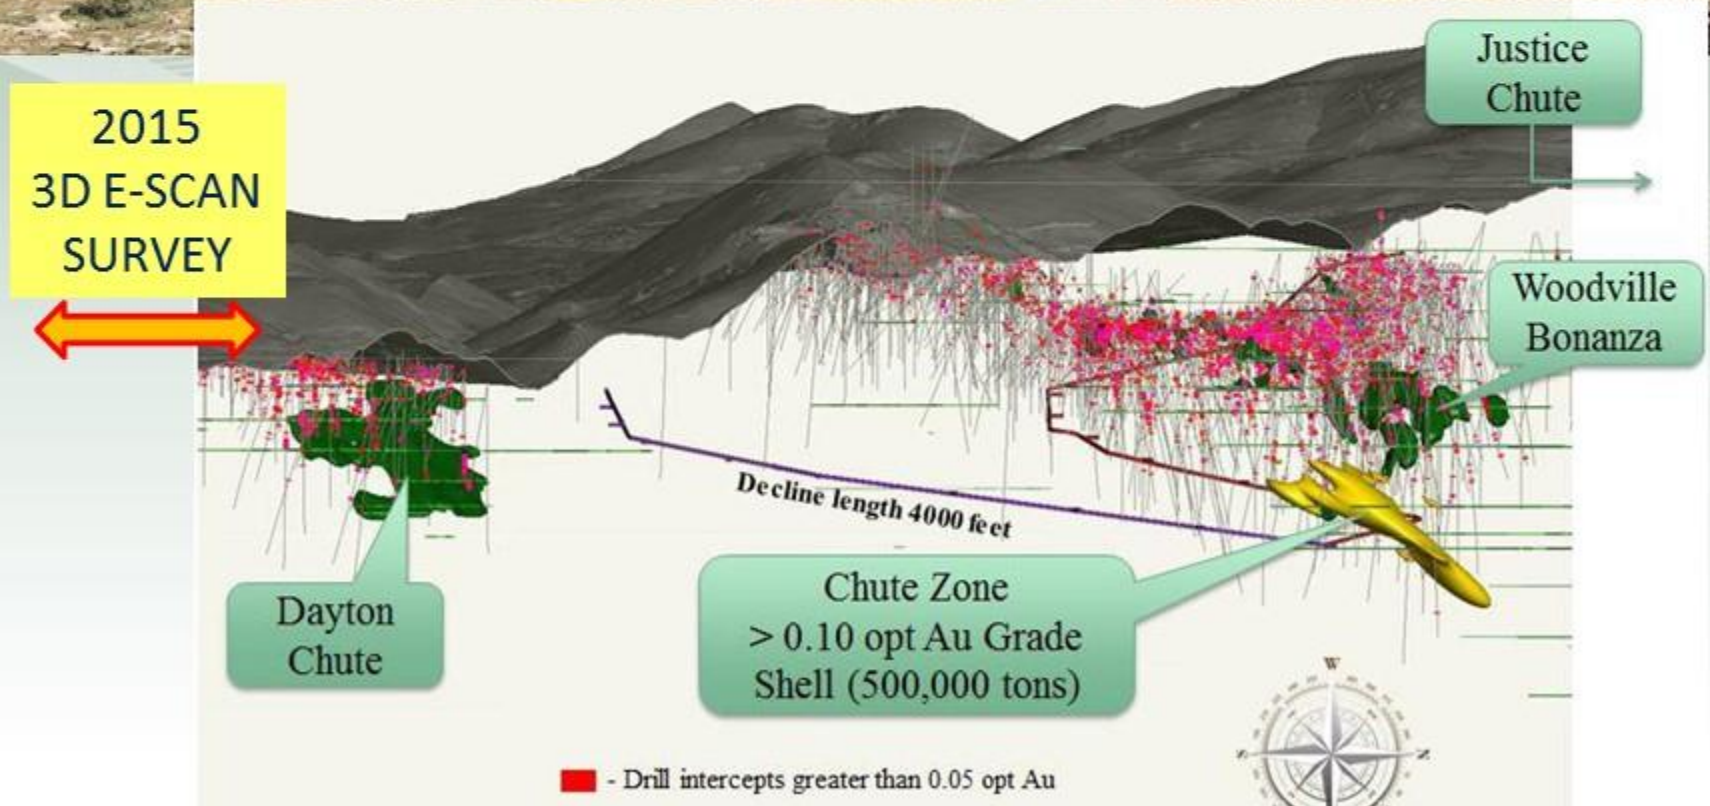 Justice
Chute
2015
3D E-SCAN
SURVEY
Woodville
Bonanza
Decline length 4000 feet
Dayton
Chute
Chute Zone
> 0.10 opt Au Grade
Shell (500,000 tons)
W
S
N
- Drill intercepts greater than 0.05 opt Au